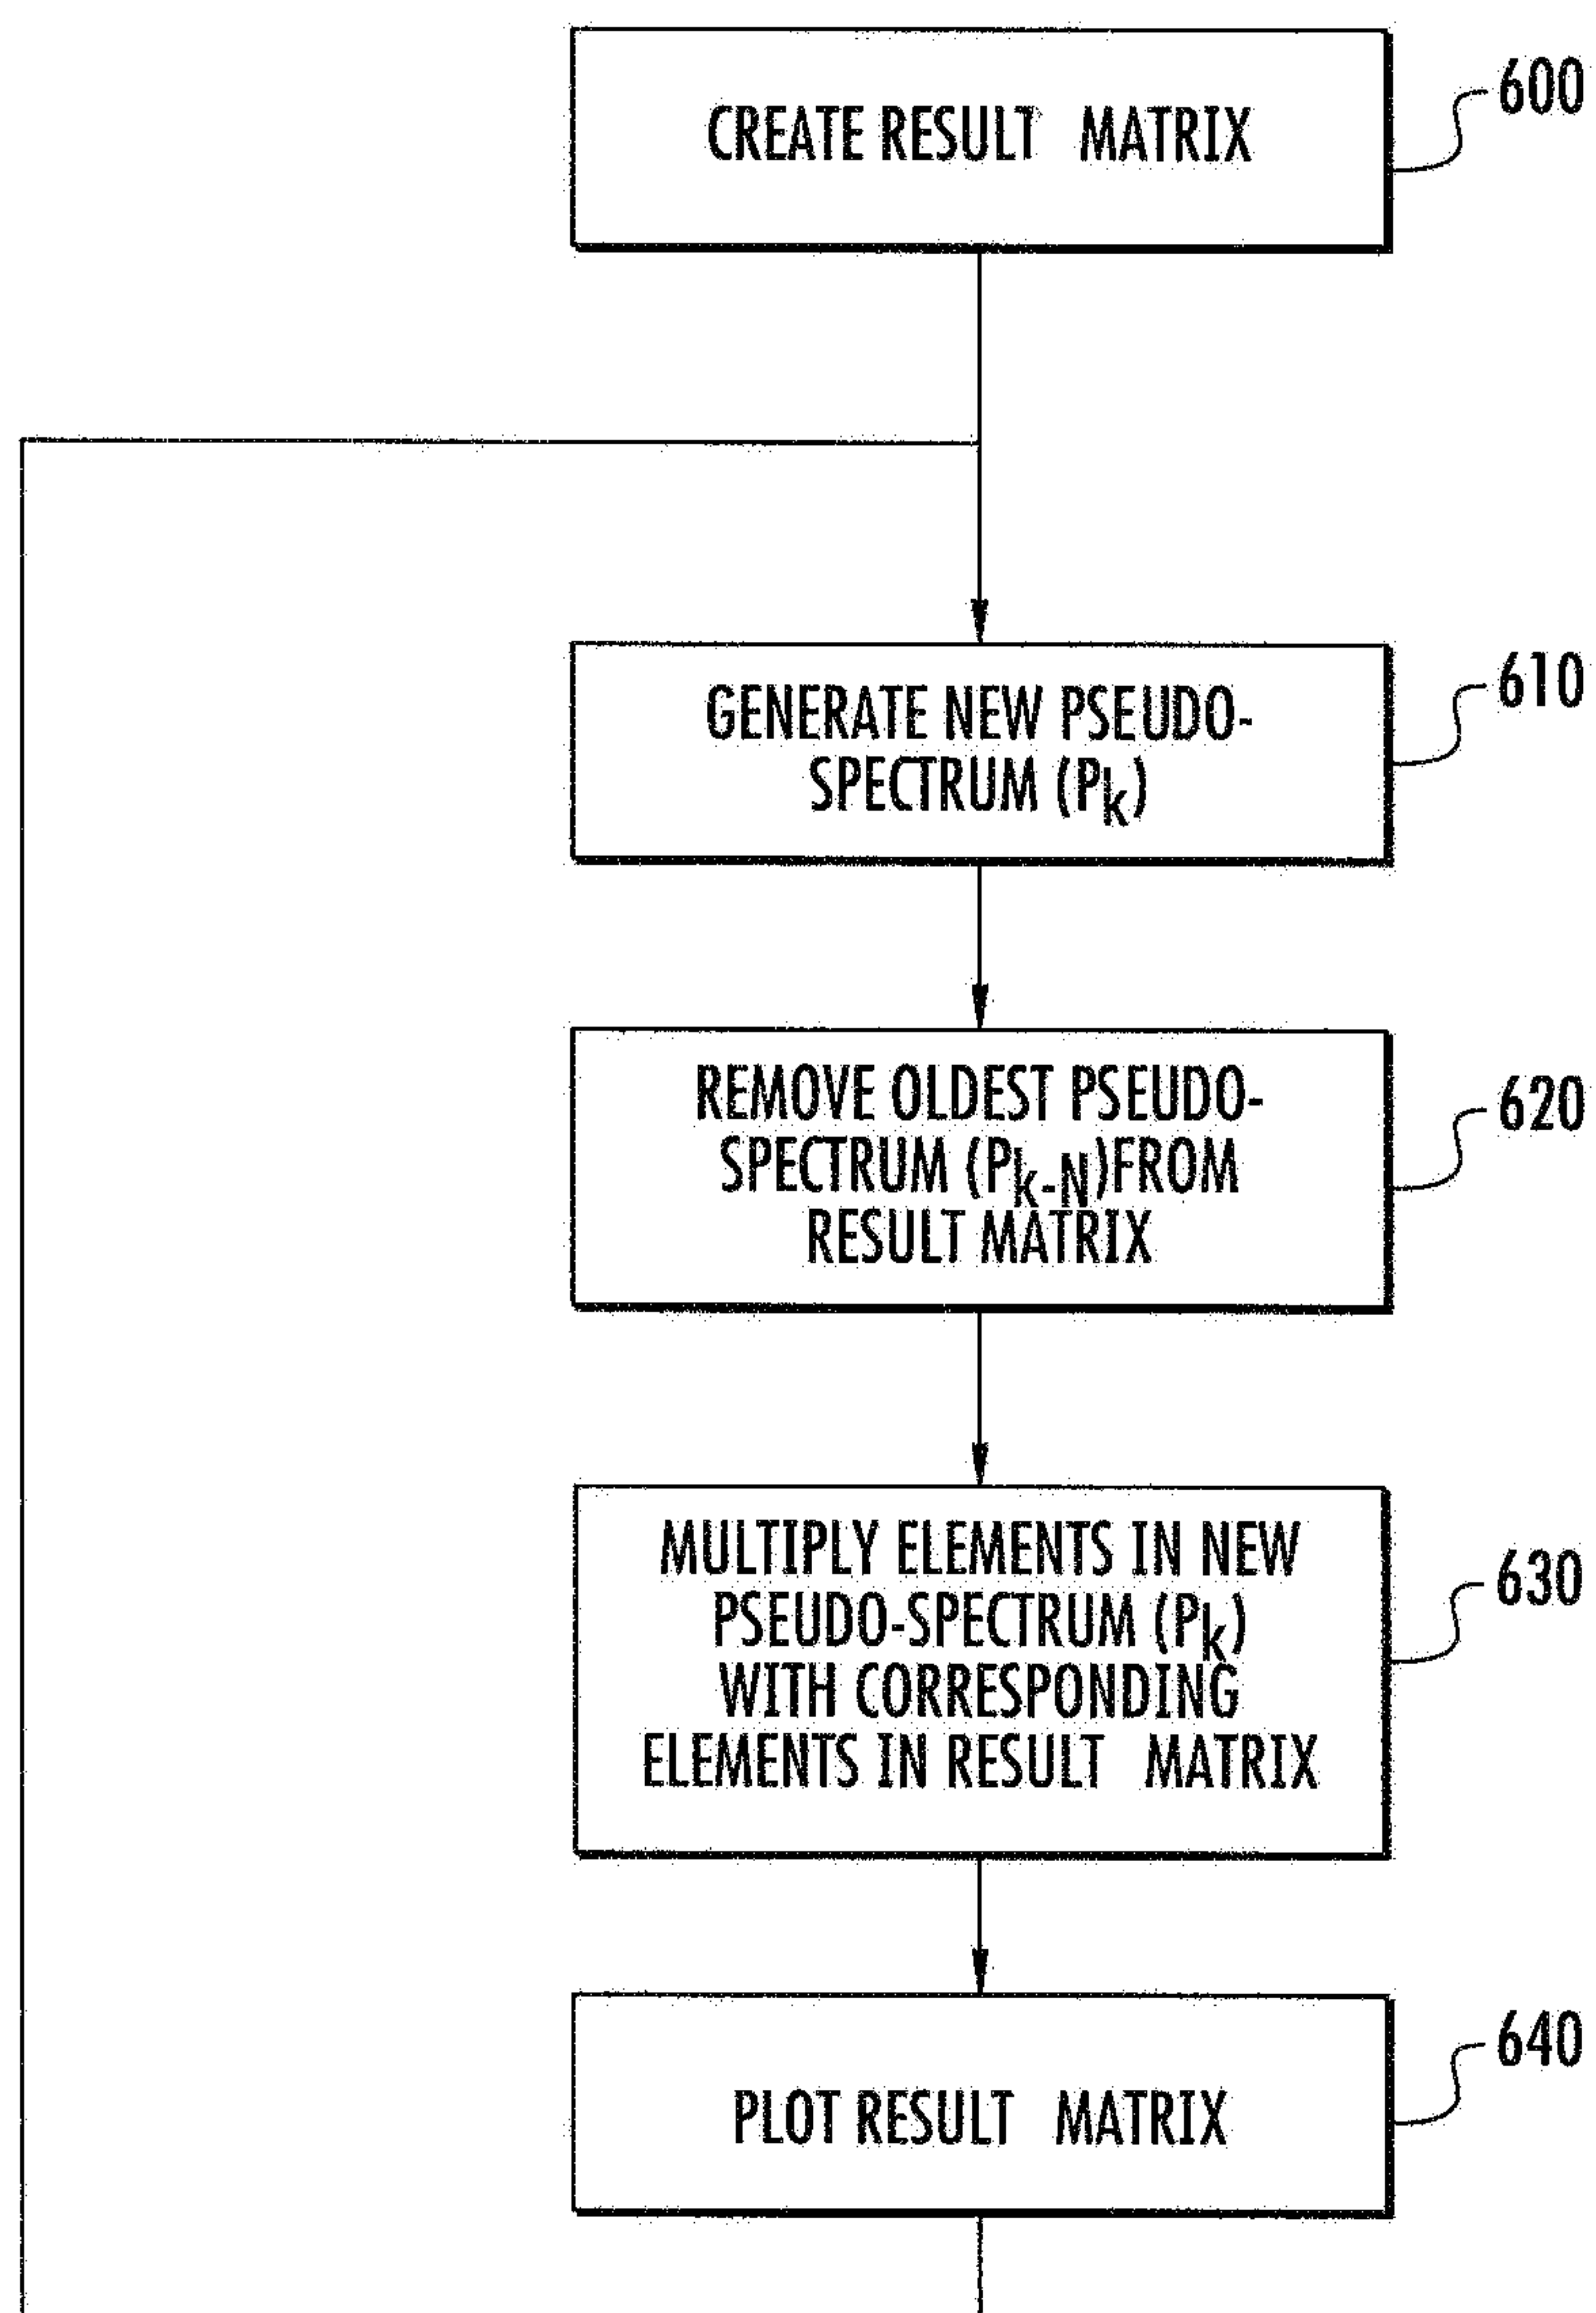 CREATE RESULT MATRIX
600
GENERATE NEW PSEUDO-
SPECTRUM (Pk)
610
REMOVE OLDEST PSEUDO-
SPECTRUM (Pk-N)FROM
RESULT MATRIX
620
MULTIPLY ELEMENTS IN NEW
PSEUDO-SPECTRUM (Pk)
WITH CORRESPONDING
ELEMENTS IN RESULT MATRIX
630
PLOT RESULT MATRIX
640